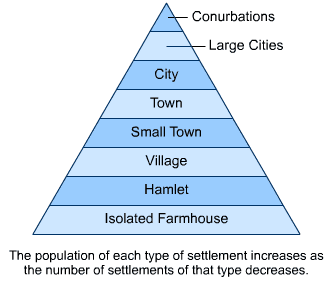 Conurbations
Large Cities
City
Town
Small Town
Village
Hamlet
Isolated Farmhouse
The population of each type of settlement increases as
the number of settlements of that type decreases.